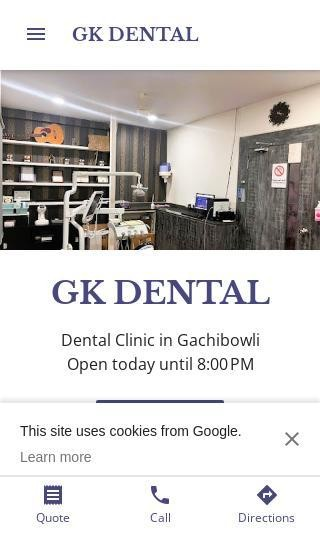 GK DENTAL
GK DENTAL
Dental Clinic in Gachibowli
Open today until 8:00 PM
This site uses cookies from Google.
Learn more
Quote
Call
Directions